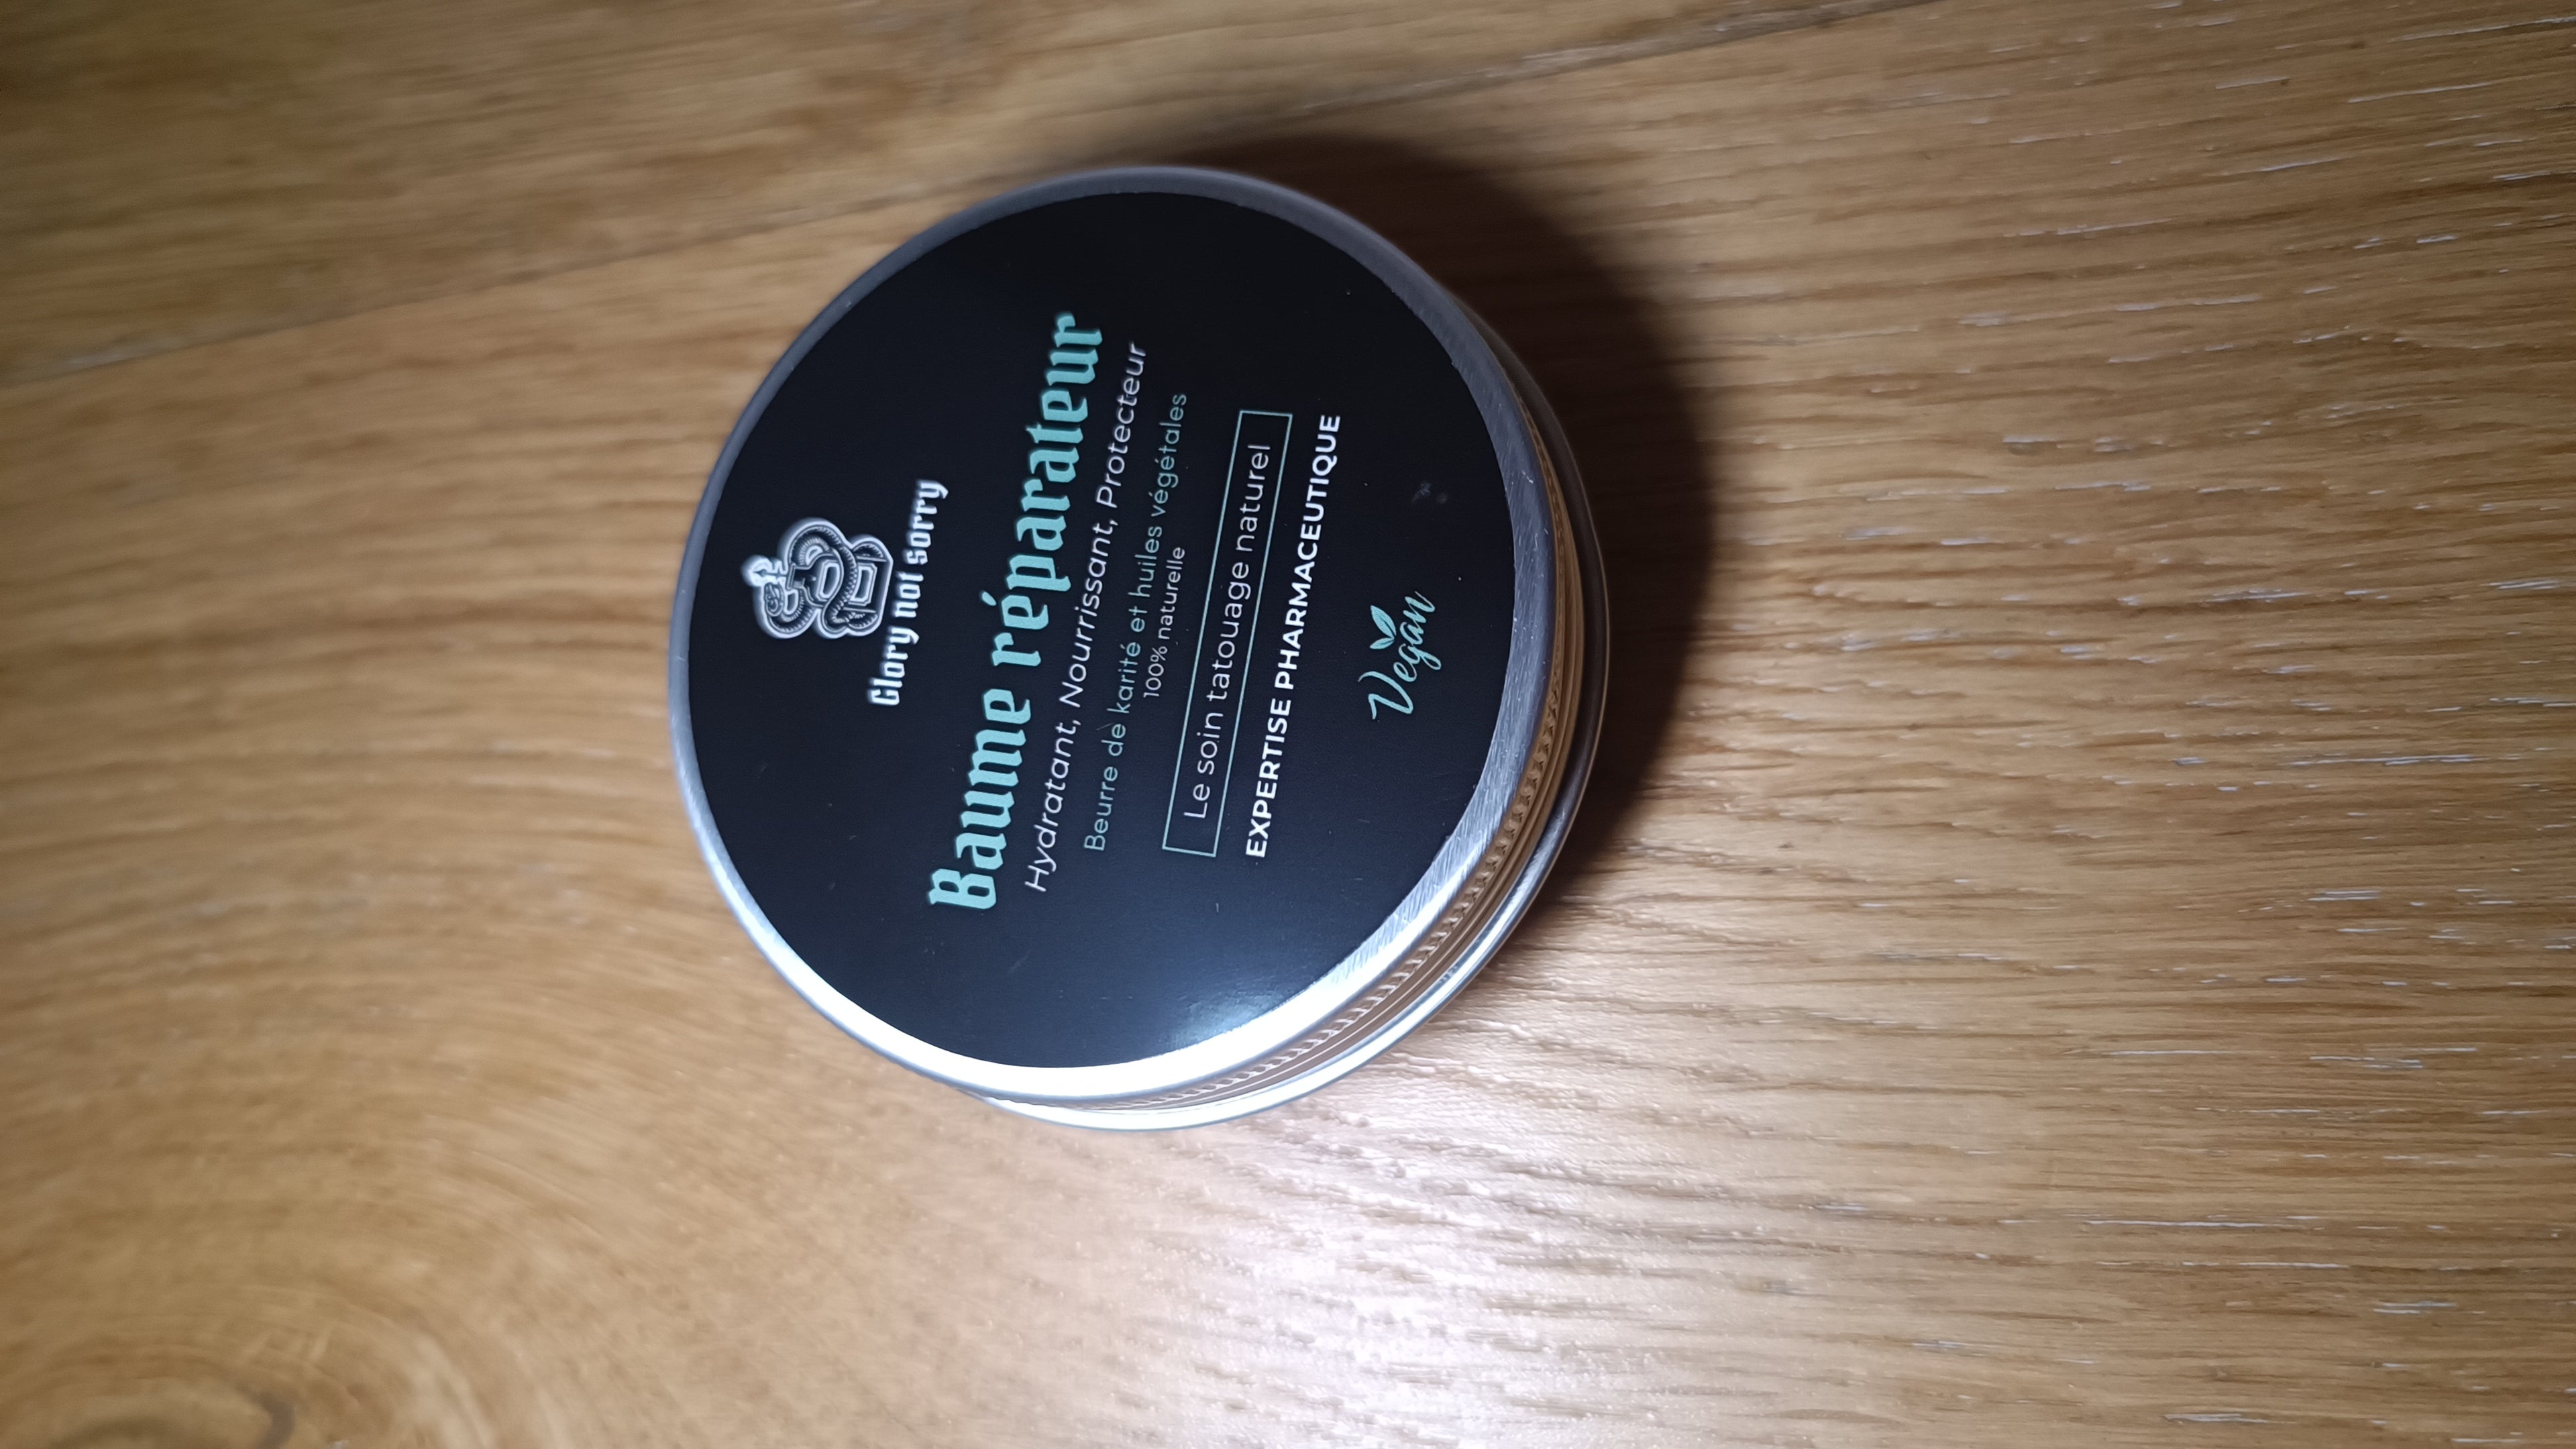 Glory not sorry
Baume réparateur
Hydratant, Nourrissant, Protecteur
Beurre de karité et huiles végétales
100% naturelle
Le soin tatouage naturel
EXPERTISE PHARMACEUTIQUE
Vegan